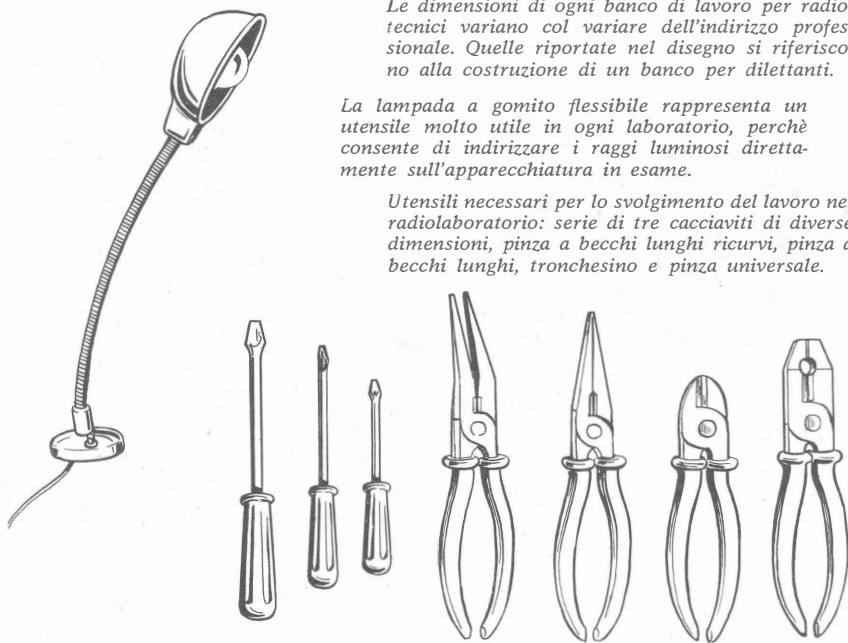 Le dimensioni di ogni banco di lavoro per radio-
tecnici variano col variare dell'indirizzo profes-
sionale. Quelle riportate nel disegno si riferisco-
no alla costruzione di un banco per dilettanti.
La lampada a gomito flessibile rappresenta un
utensile molto utile in ogni laboratorio, perchè
consente di indirizzare i raggi luminosi diretta-
mente sull'apparecchiatura in esame.
Utensili necessari per lo svolgimento del lavoro nel
radiolaboratorio: serie di tre cacciaviti di diverse
dimensioni, pinza a becchi lunghi ricurvi, pinza a
becchi lunghi, tronchesino e pinza universale.